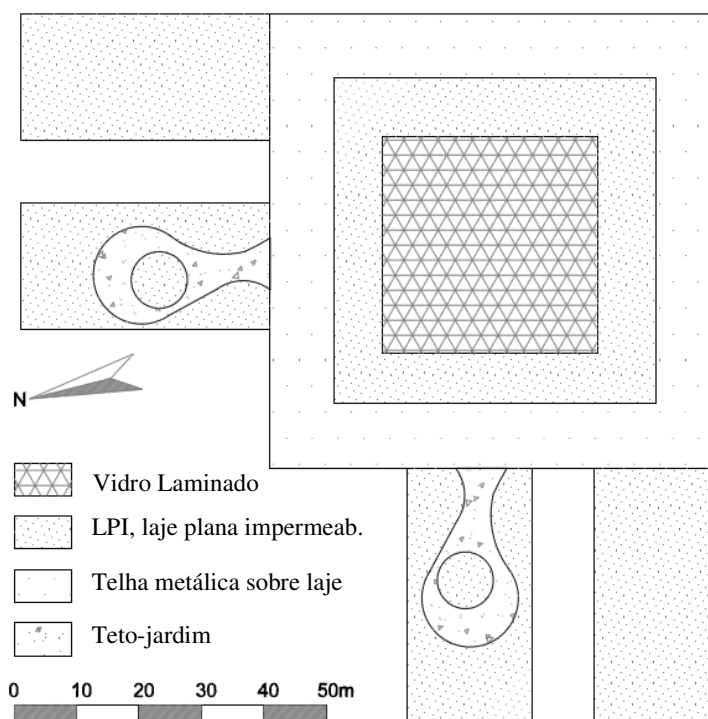 N
Vidro Laminado
LPI, laje plana impermeab.
Telha metálica sobre laje
Teto-jardim
0 10 20 30 40 50m